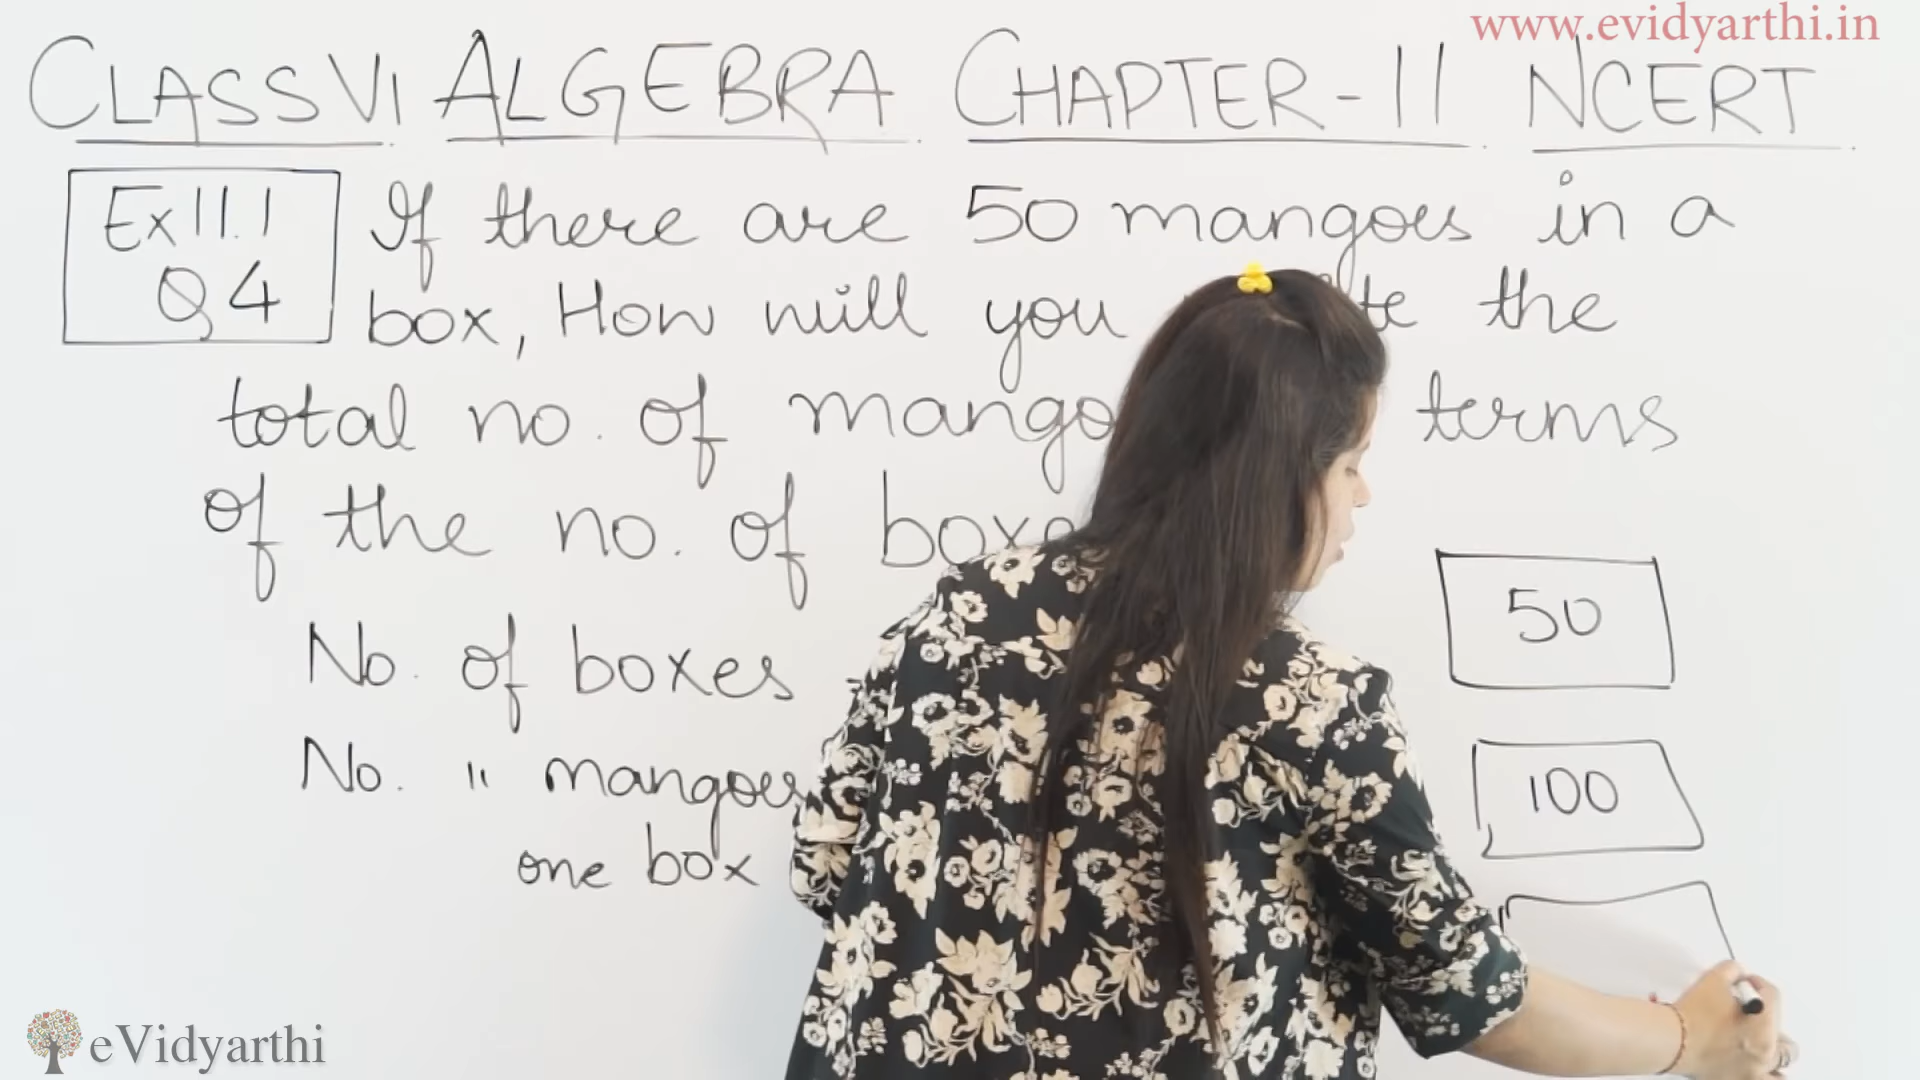 www.evidyarthi.in
CLASS VI ALGEBRA CHAPTER-11 NCERT
Ex 11.1
Q4
If there are 50 mangoes in a
box, How will you the
total no. of terms
of the no. of
No. of boxes
No. " mangoes
one box
50
100
eVidyarthi